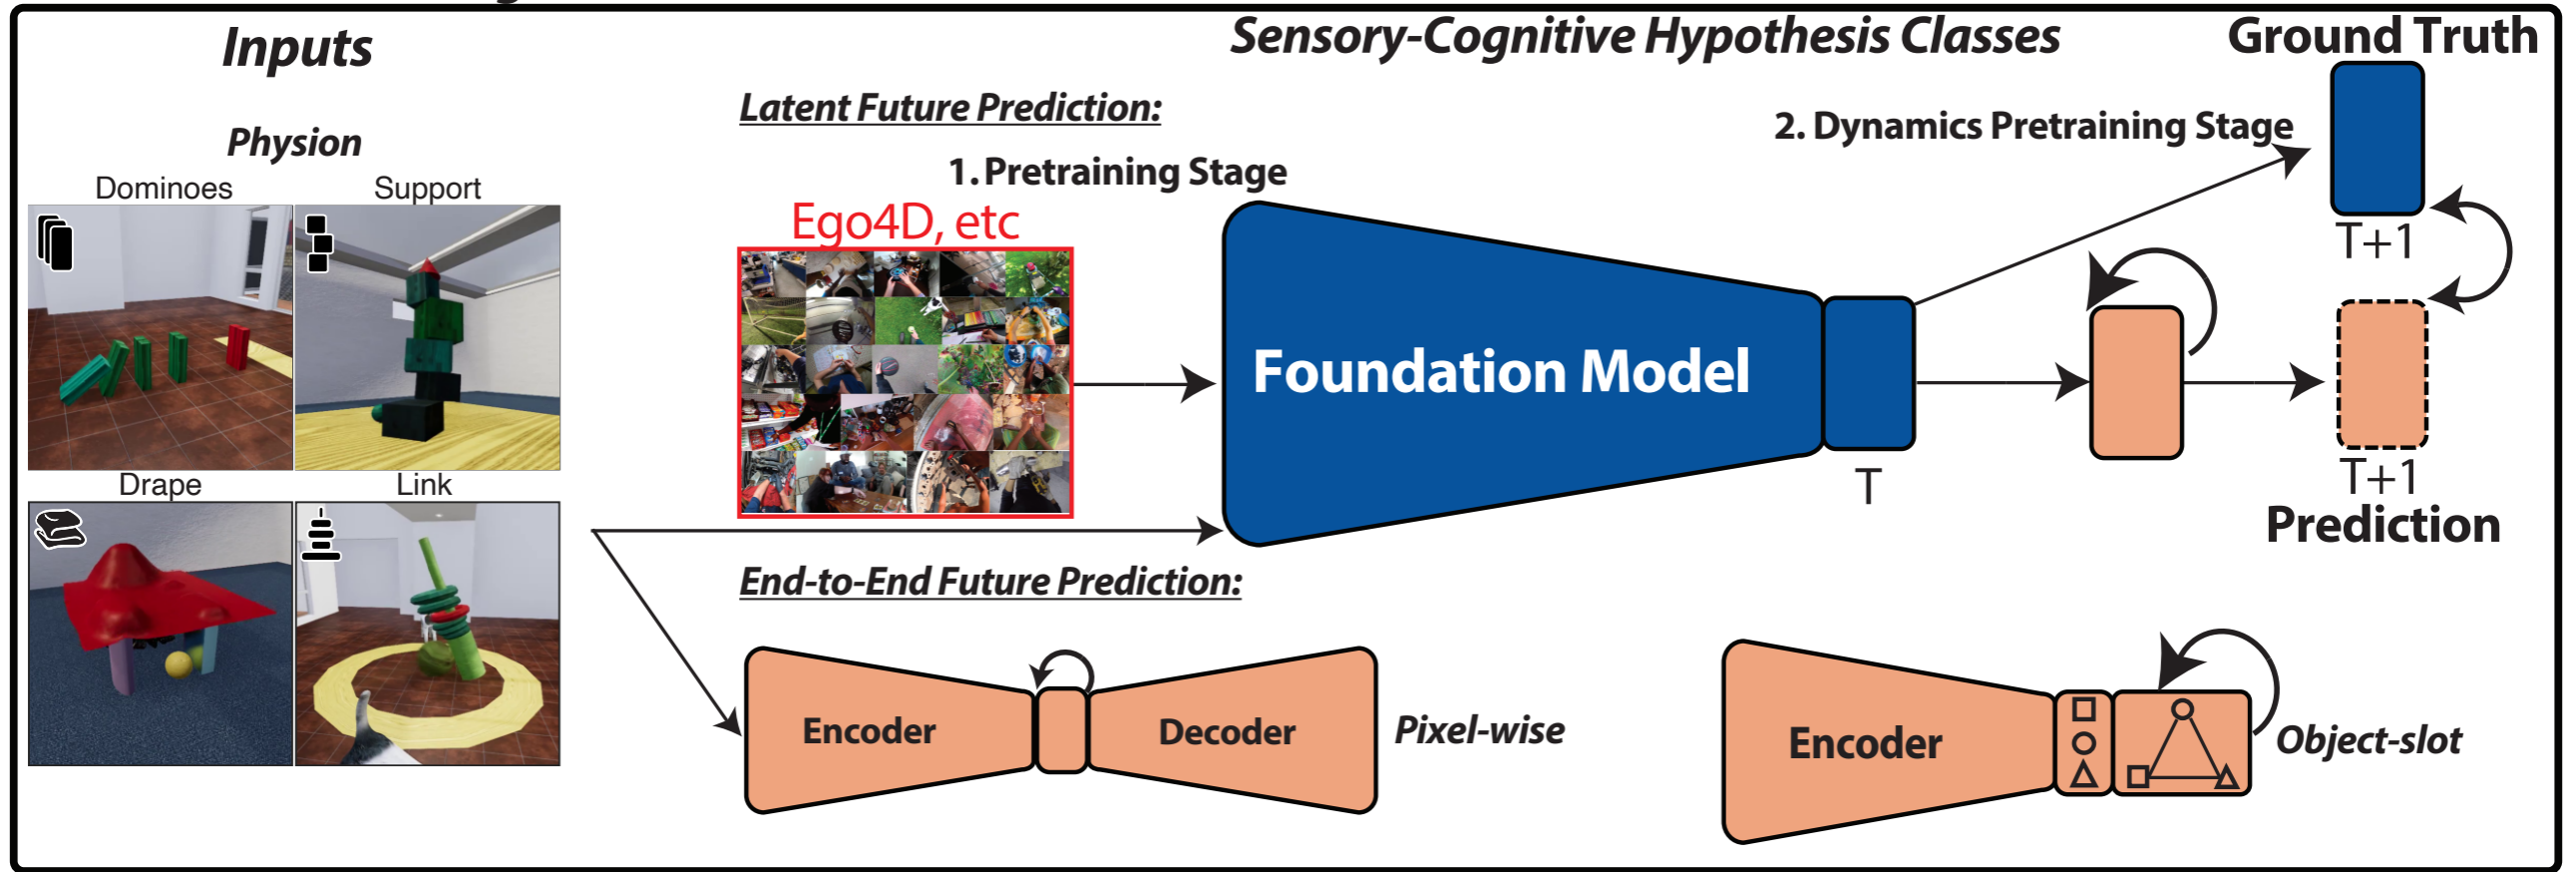 Inputs
Sensory-Cognitive Hypothesis Classes
Ground Truth
Physion
Dominoes
Support
Drape
Link
Latent Future Prediction:
1. Pretraining Stage
Ego4D, etc
Foundation Model
T
2. Dynamics Pretraining Stage
T+1
T+1
Prediction
End-to-End Future Prediction:
Encoder
Decoder
Pixel-wise
Encoder
Object-slot